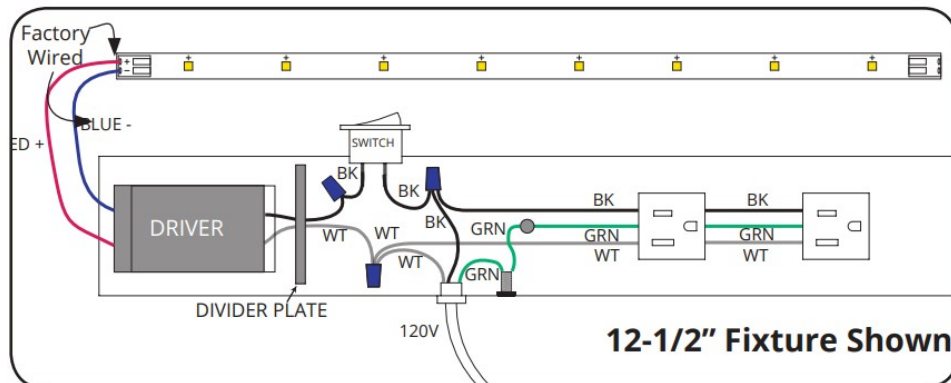 Factory
Wired
+
-
+ + + + + + + +
BLUE -
ED +
SWITCH
BK
BK
BK
BK
BK
DRIVER
WT
WT
GRN
GRN
WT
GRN
WT
GRN
DIVIDER PLATE
120V
12-1/2” Fixture Shown